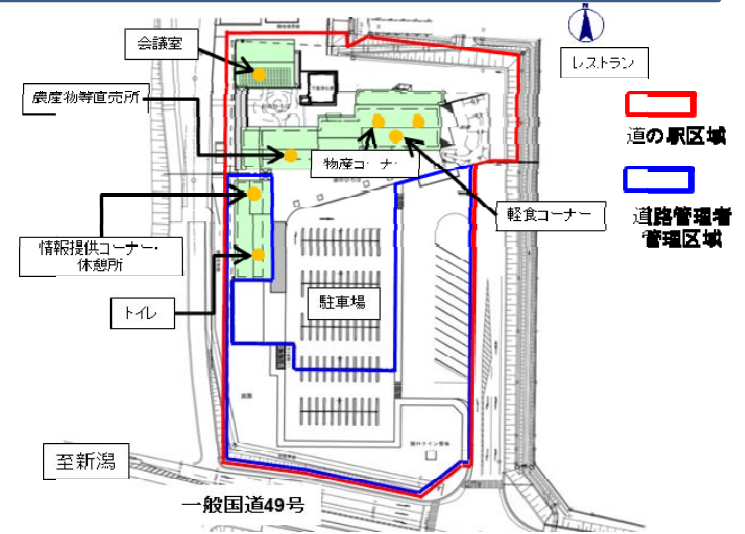 N
会議室
レストラン
農産物等直売所
道の駅区域
物産コーナー
軽食コーナー
道路管理者
管理区域
情報提供コーナー・
休憩所
トイレ
駐車場
至新潟
一般国道49号